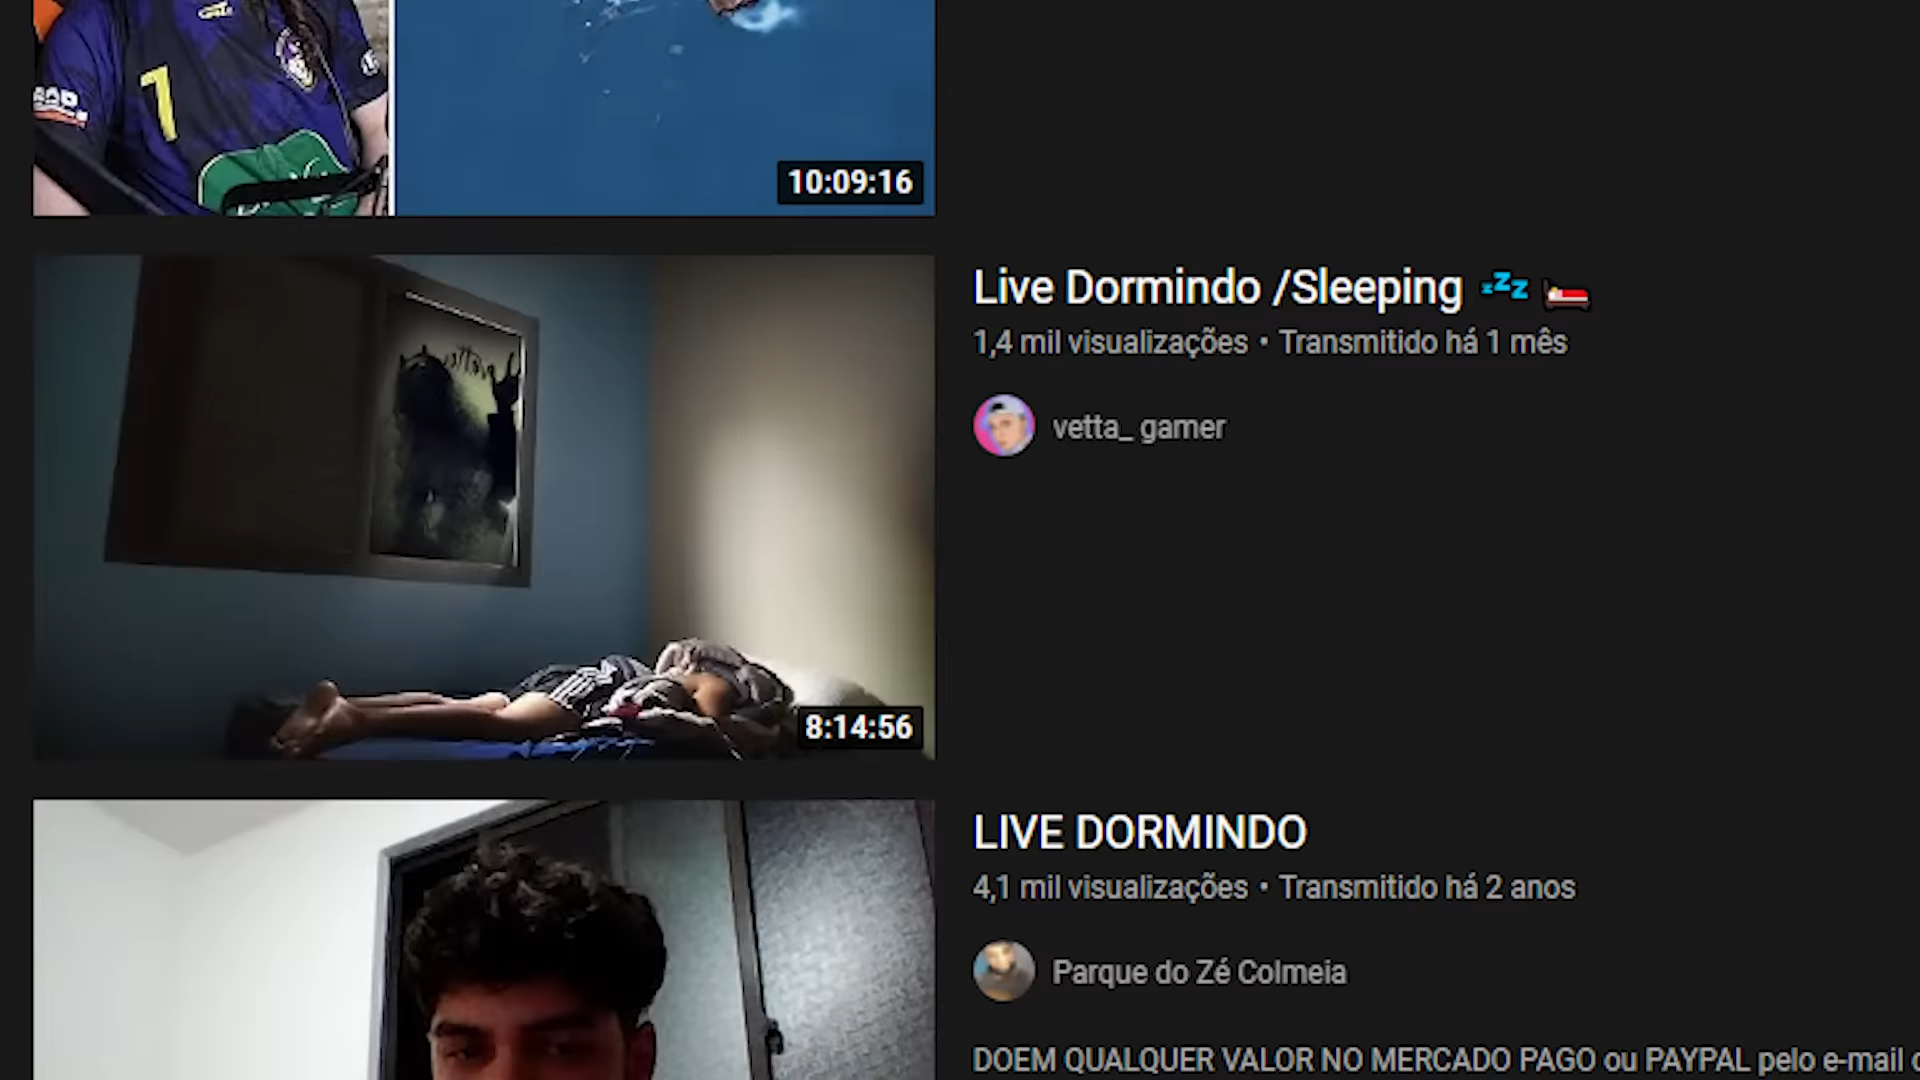 7
10:09:16
Live Dormindo /Sleeping 💤 🛏️
1,4 mil visualizações • Transmitido há 1 mês
vetta_ gamer
8:14:56
LIVE DORMINDO
4,1 mil visualizações • Transmitido há 2 anos
Parque do Zé Colmeia
DOEM QUALQUER VALOR NO MERCADO PAGO ou PAYPAL pelo e-mail